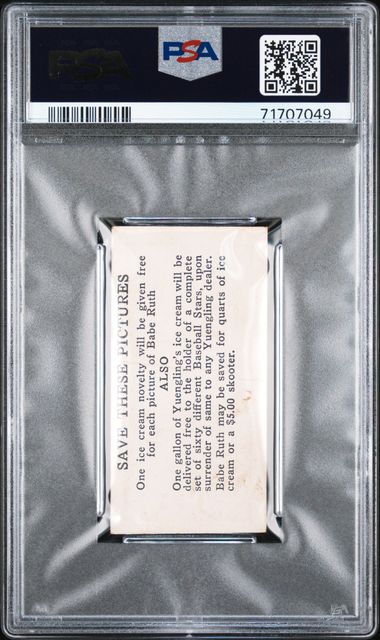 PSA
PSA
71707049
SAVE THESE PICTURES
One ice cream novelty will be given free
for each picture of Babe Ruth
ALSO
One gallon of Yuengling's ice cream will be
delivered free to the holder of a complete
set of sixty different Baseball Stars, upon
surrender of same to any Yuengling dealer.
Babe Ruth may be saved for quarts of ice
cream or a $5.00 skooter.
PSA